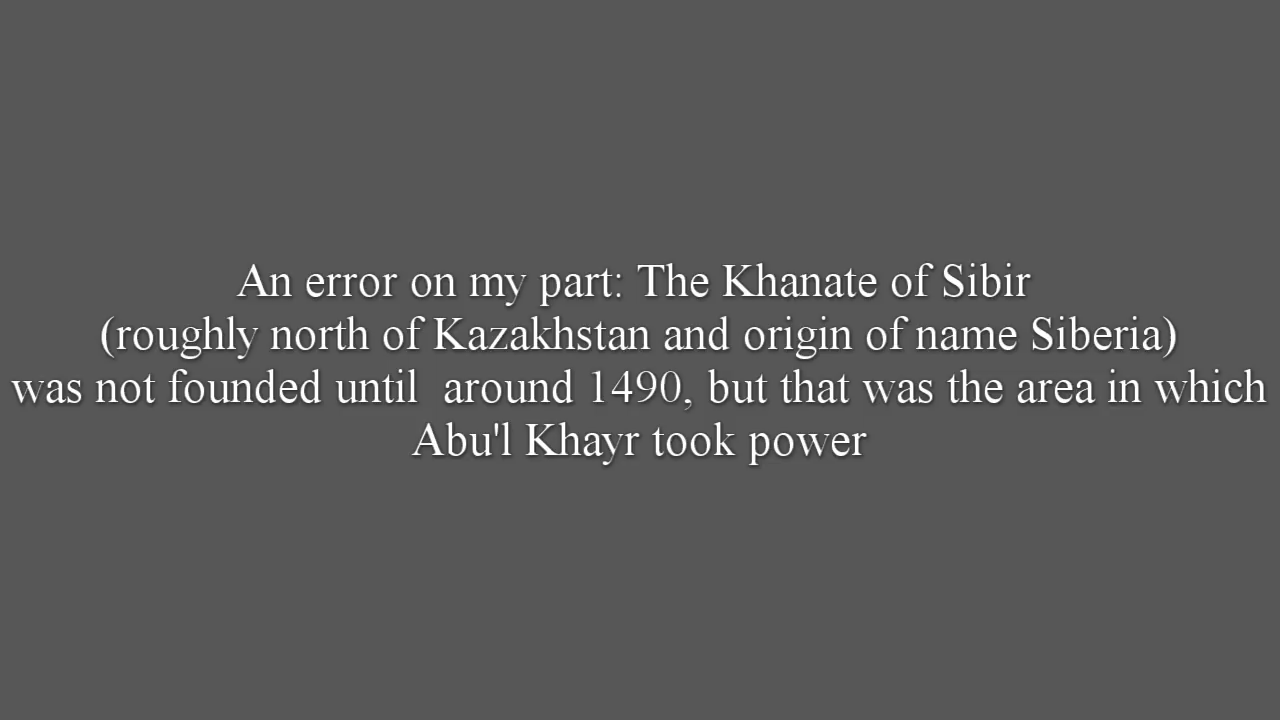 An error on my part: The Khanate of Sibir
(roughly north of Kazakhstan and origin of name Siberia)
was not founded until  around 1490, but that was the area in which
Abu'l Khayr took power